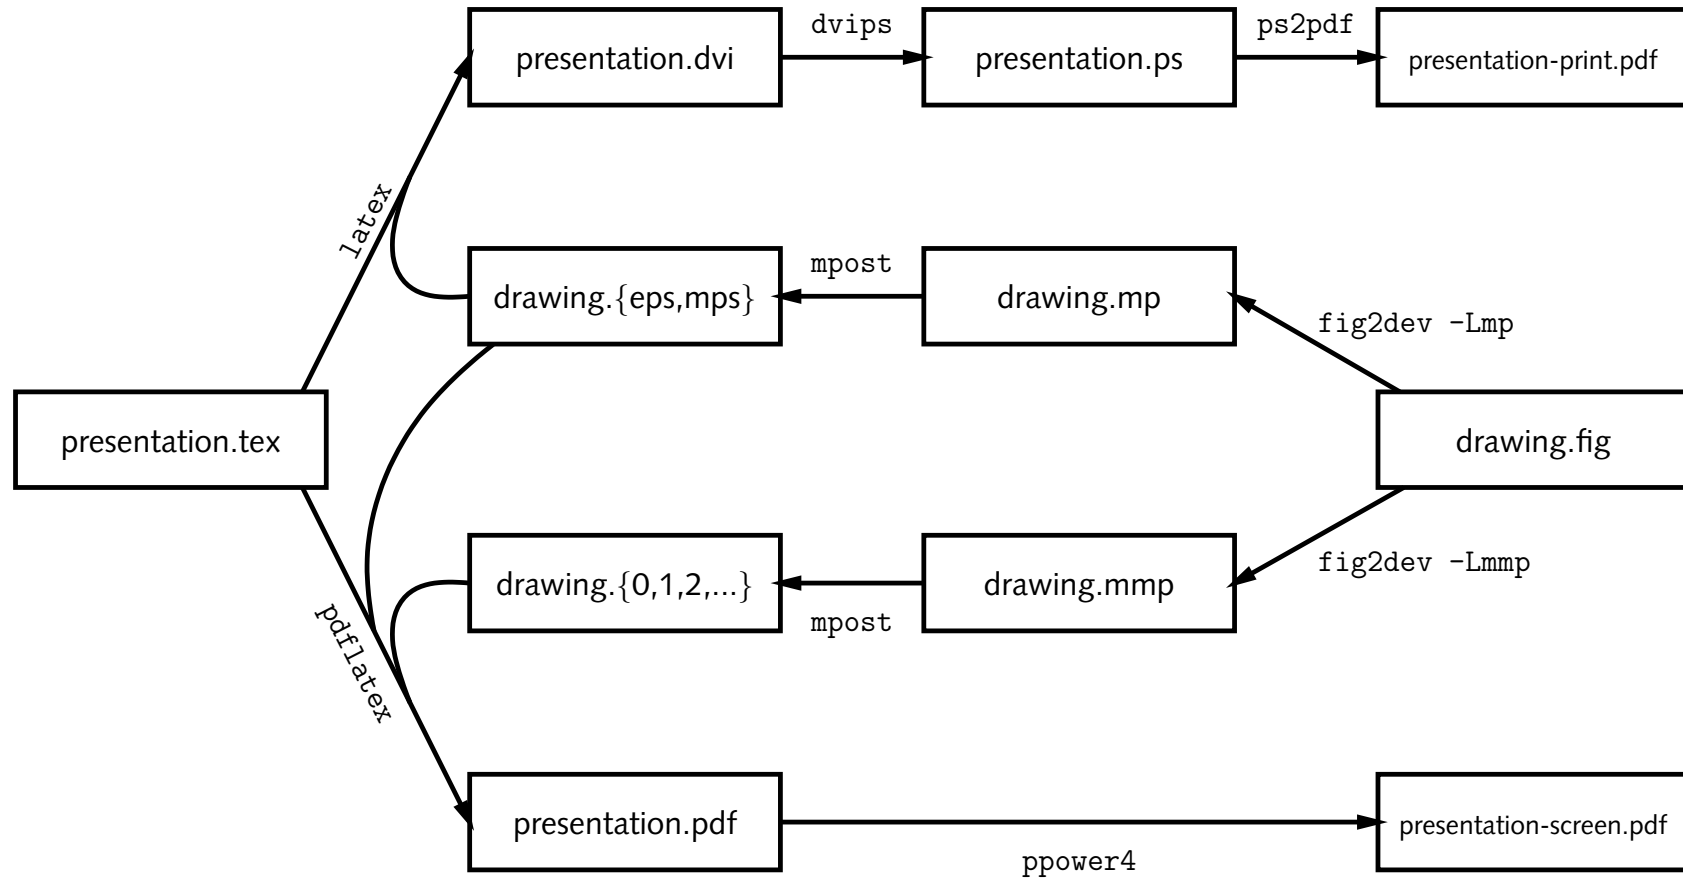 dvips
ps2pdf
presentation.dvi
presentation.ps
presentation-print.pdf
latex
mpost
drawing.{eps,mps}
drawing.mp
fig2dev -Lmp
presentation.tex
drawing.fig
drawing.{0,1,2,...}
drawing.mmp
fig2dev -Lmmp
mpost
pdflatex
presentation.pdf
presentation-screen.pdf
ppower4